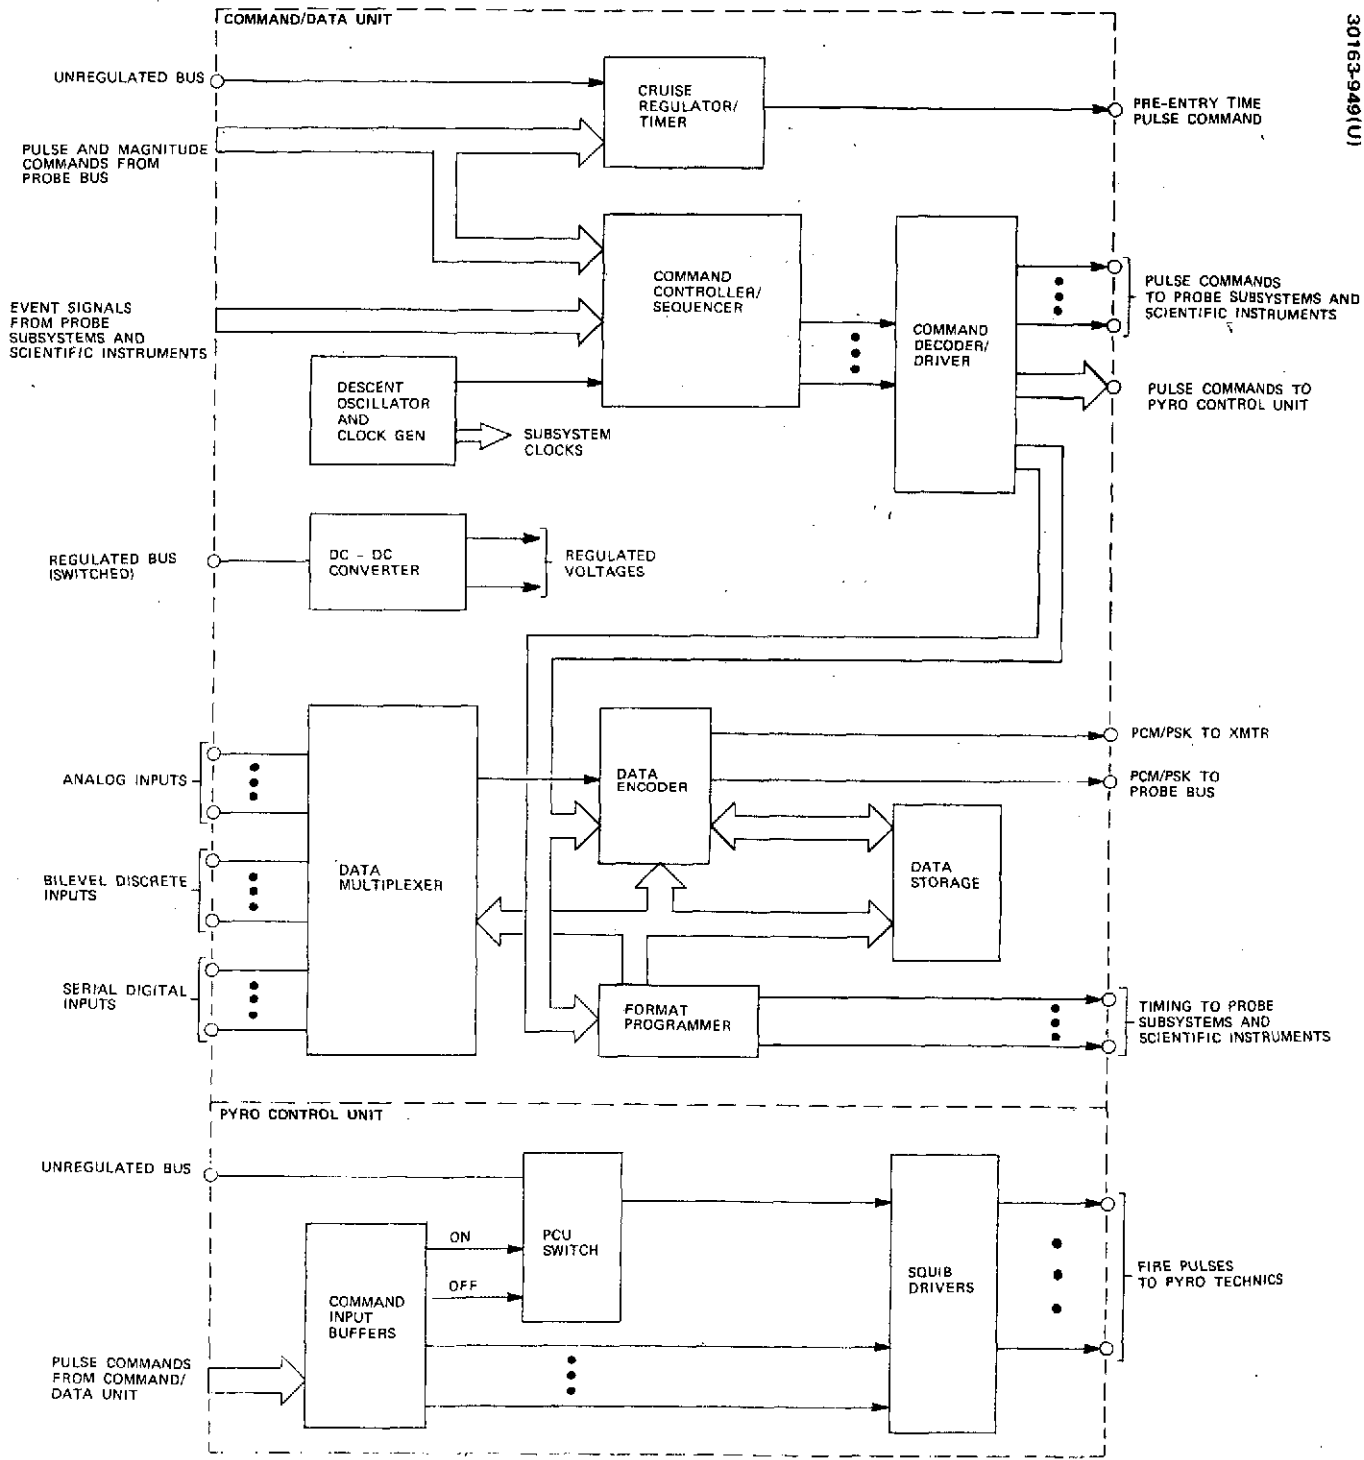 30163-949(U)
COMMAND/DATA UNIT
UNREGULATED BUS
CRUISE
REGULATOR/
TIMER
PRE-ENTRY TIME
PULSE COMMAND
PULSE AND MAGNITUDE
COMMANDS FROM
PROBE BUS
COMMAND
CONTROLLER/
SEQUENCER
PULSE COMMANDS
TO PROBE SUBSYSTEMS AND
SCIENTIFIC INSTRUMENTS
EVENT SIGNALS
FROM PROBE
SUBSYSTEMS AND
SCIENTIFIC INSTRUMENTS
COMMAND
DECODER/
DRIVER
DESCENT
OSCILLATOR
AND
CLOCK GEN
SUBSYSTEM
CLOCKS
PULSE COMMANDS TO
PYRO CONTROL UNIT
REGULATED BUS
(SWITCHED)
DC - DC
CONVERTER
REGULATED
VOLTAGES
ANALOG INPUTS
BILEVEL DISCRETE
INPUTS
SERIAL DIGITAL
INPUTS
DATA
MULTIPLEXER
DATA
ENCODER
PCM/PSK TO XMTR
PCM/PSK TO
PROBE BUS
DATA
STORAGE
FORMAT
PROGRAMMER
TIMING TO PROBE
SUBSYSTEMS AND
SCIENTIFIC INSTRUMENTS
PYRO CONTROL UNIT
UNREGULATED BUS
ON
OFF
PCU
SWITCH
COMMAND
INPUT
BUFFERS
SQUIB
DRIVERS
FIRE PULSES
TO PYRO TECHNICS
PULSE COMMANDS
FROM COMMAND/
DATA UNIT